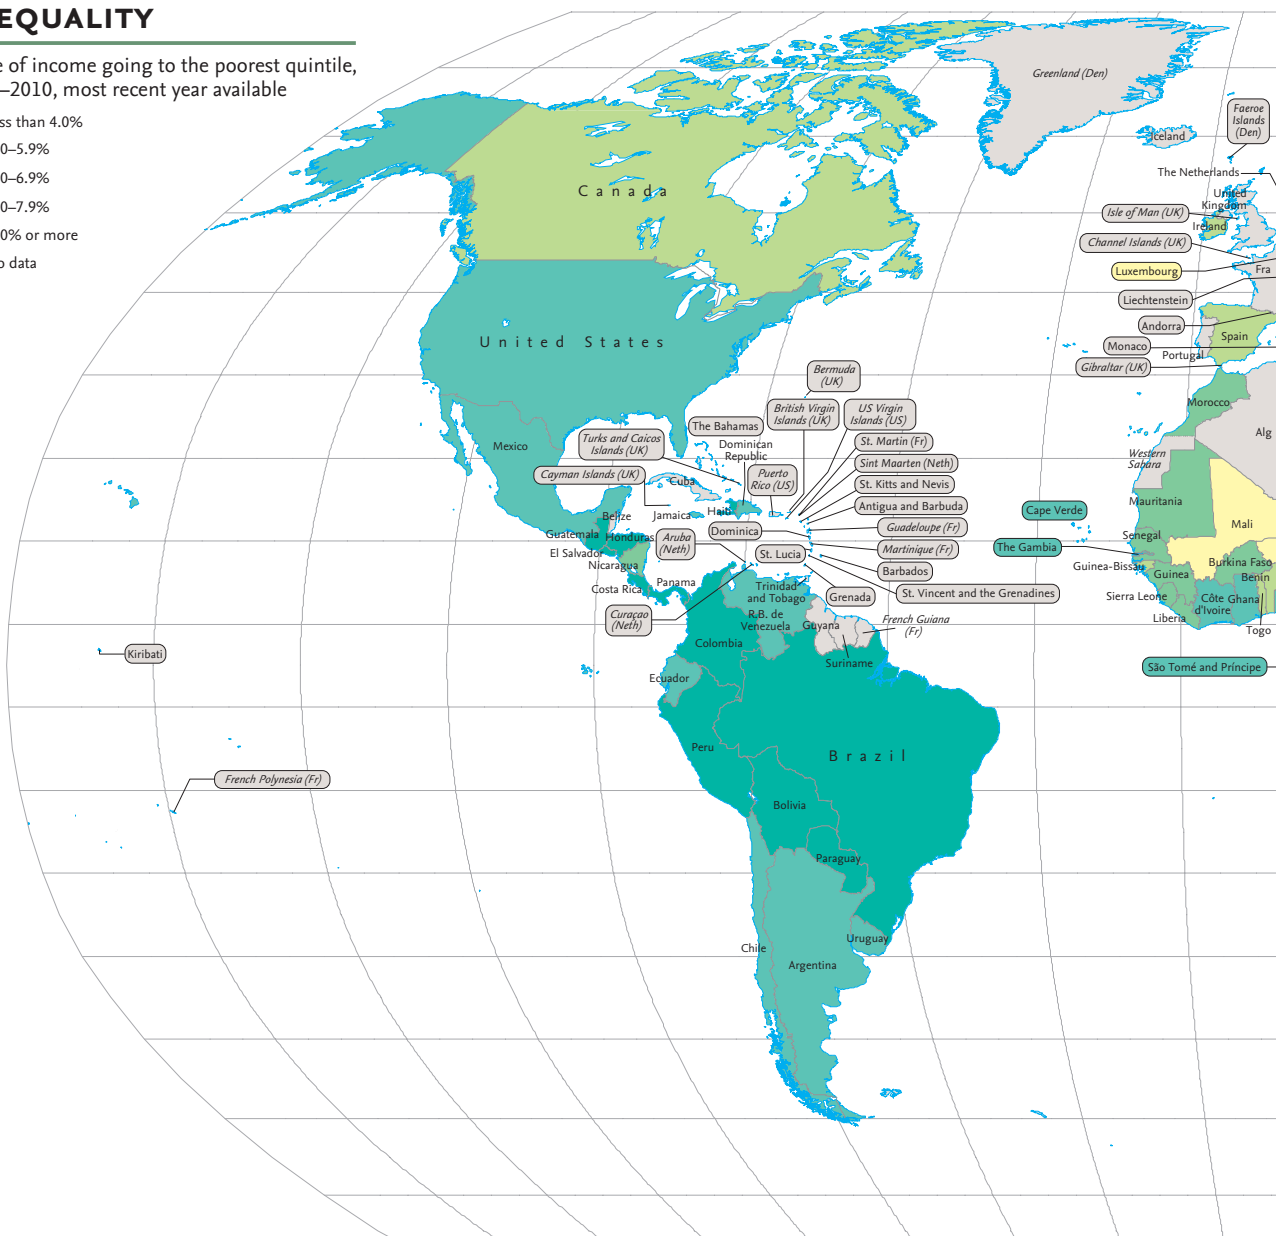 EQUALITY
e of income going to the poorest quintile,
–2010, most recent year available
ss than 4.0%
0–5.9%
0–6.9%
0–7.9%
0% or more
o data
Greenland (Den)
Faeroe
Islands
(Den)
Iceland
The Netherlands
United
Kingdom
Isle of Man (UK)
Ireland
Channel Islands (UK)
Luxembourg
Fra
Liechtenstein
Andorra
Monaco
Spain
Portugal
Gibraltar (UK)
Canada
United States
Mexico
Bermuda
(UK)
British Virgin
Islands (UK)
US Virgin
Islands (US)
The Bahamas
Turks and Caicos
Islands (UK)
Dominican
Republic
St. Martin (Fr)
Sint Maarten (Neth)
Cayman Islands (UK)
Cuba
Puerto
Rico (US)
St. Kitts and Nevis
Antigua and Barbuda
Jamaica
Haiti
Belize
Guadeloupe (Fr)
Dominica
Guatemala
Honduras
Aruba
(Neth)
Martinique (Fr)
El Salvador
St. Lucia
Nicaragua
Barbados
Costa Rica
Panama
Trinidad
and Tobago
Grenada
St. Vincent and the Grenadines
Curaçao
(Neth)
R.B. de
Venezuela
Guyana
French Guiana
(Fr)
Colombia
Suriname
Kiribati
Ecuador
French Polynesia (Fr)
Peru
Brazil
Bolivia
Paraguay
Uruguay
Chile
Argentina
Morocco
Alg
Western
Sahara
Mauritania
Cape Verde
Mali
Senegal
The Gambia
Guinea-Bissau
Guinea
Burkina Faso
Benin
Sierra Leone
Côte
d'Ivoire
Ghana
Liberia
Togo
São Tomé and Príncipe